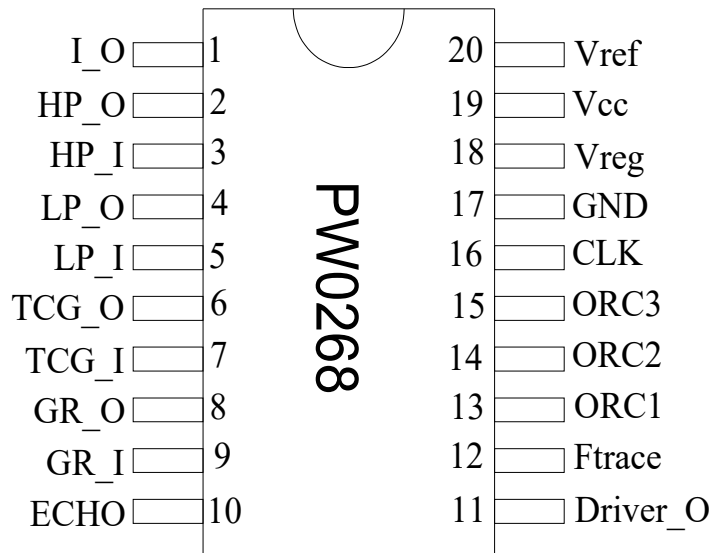 I_O 1 20 Vref
HP_O 2 19 Vcc
HP_I 3 18 Vreg
LP_O 4 17 GND
LP_I 5 16 CLK
TCG_O 6 15 ORC3
TCG_I 7 14 ORC2
GR_O 8 13 ORC1
GR_I 9 12 Ftrace
ECHO 10 11 Driver_O
PW0268